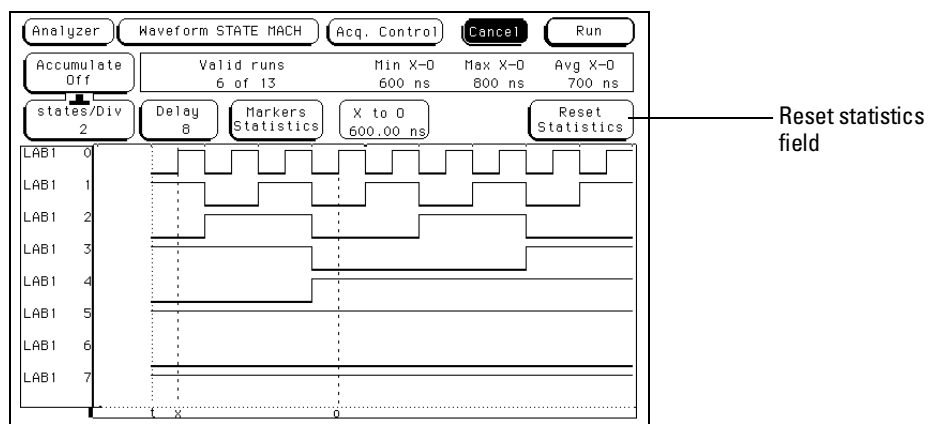 Analyzer Waveform STATE MACH Acq. Control Cancel Run
Accumulate Off
Valid runs Min X-O Max X-O Avg X-O
6 of 13 600 ns 800 ns 700 ns
states/Div 2
Delay 8
Markers Statistics
X to O 600.00 ns
Reset Statistics
Reset statistics
field
LAB1 0
LAB1 1
LAB1 2
LAB1 3
LAB1 4
LAB1 5
LAB1 6
LAB1 7
t x o